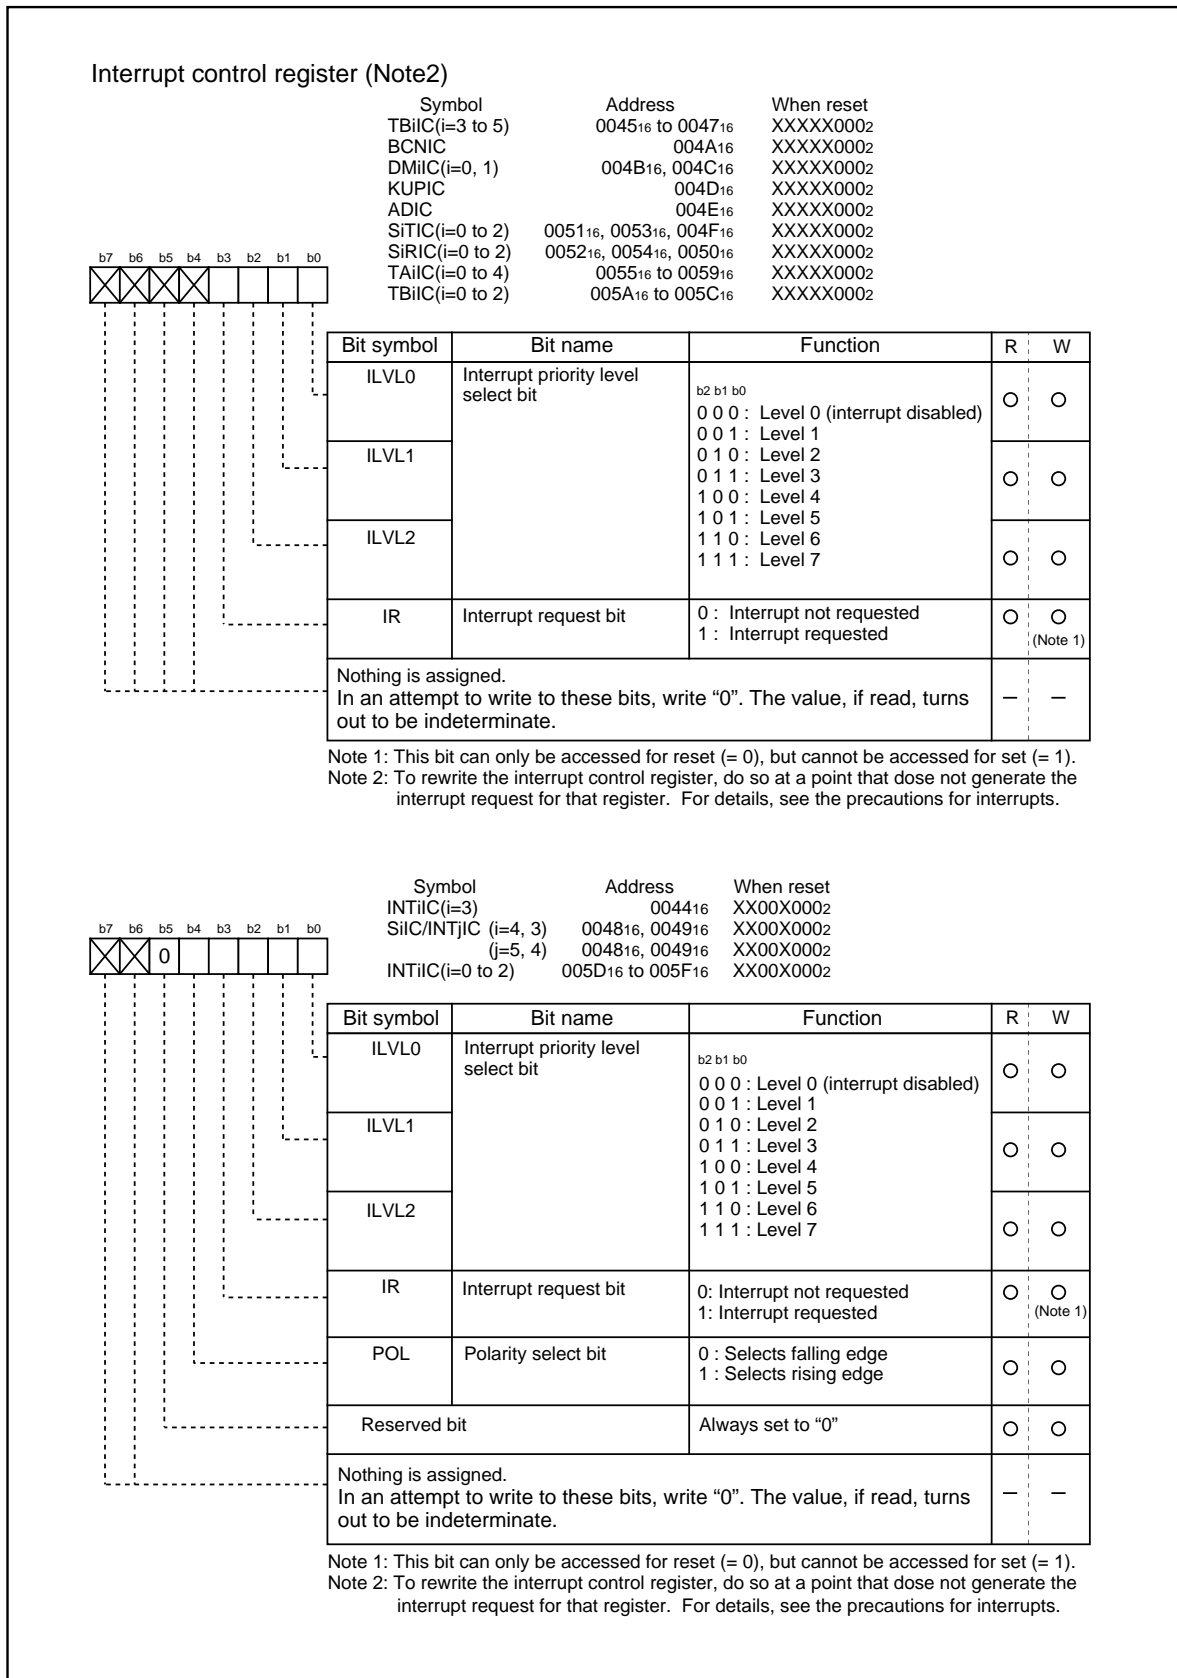 Interrupt control register (Note2)
Symbol Address When reset
TBiIC(i=3 to 5) 004516 to 004716 XXXXX0002
BCNIC 004A16 XXXXX0002
DMiIC(i=0, 1) 004B16, 004C16 XXXXX0002
KUPIC 004D16 XXXXX0002
ADIC 004E16 XXXXX0002
SiTIC(i=0 to 2) 005116, 005316, 004F16 XXXXX0002
SiRIC(i=0 to 2) 005216, 005416, 005016 XXXXX0002
TAiIC(i=0 to 4) 005516 to 005916 XXXXX0002
TBiIC(i=0 to 2) 005A16 to 005C16 XXXXX0002
b7 b6 b5 b4 b3 b2 b1 b0
Bit symbol Bit name Function R W
ILVL0 Interrupt priority level
select bit
b2 b1 b0
0 0 0 : Level 0 (interrupt disabled)
0 0 1 : Level 1
ILVL1 0 1 0 : Level 2
0 1 1 : Level 3
1 0 0 : Level 4
1 0 1 : Level 5
ILVL2 1 1 0 : Level 6
1 1 1 : Level 7
IR Interrupt request bit 0 : Interrupt not requested
1 : Interrupt requested (Note 1)
Nothing is assigned.
In an attempt to write to these bits, write “0”. The value, if read, turns
out to be indeterminate.
Note 1: This bit can only be accessed for reset (= 0), but cannot be accessed for set (= 1).
Note 2: To rewrite the interrupt control register, do so at a point that dose not generate the
interrupt request for that register. For details, see the precautions for interrupts.
Symbol Address When reset
INTiIC(i=3) 004416 XX00X0002
SiIC/INTjIC (i=4, 3) 004816, 004916 XX00X0002
(j=5, 4) 004816, 004916 XX00X0002
INTiIC(i=0 to 2) 005D16 to 005F16 XX00X0002
b7 b6 b5 b4 b3 b2 b1 b0
0
Bit symbol Bit name Function R W
ILVL0 Interrupt priority level
select bit
b2 b1 b0
0 0 0 : Level 0 (interrupt disabled)
0 0 1 : Level 1
ILVL1 0 1 0 : Level 2
0 1 1 : Level 3
1 0 0 : Level 4
1 0 1 : Level 5
ILVL2 1 1 0 : Level 6
1 1 1 : Level 7
IR Interrupt request bit 0: Interrupt not requested
1: Interrupt requested (Note 1)
POL Polarity select bit 0 : Selects falling edge
1 : Selects rising edge
Reserved bit Always set to “0”
Nothing is assigned.
In an attempt to write to these bits, write “0”. The value, if read, turns
out to be indeterminate.
Note 1: This bit can only be accessed for reset (= 0), but cannot be accessed for set (= 1).
Note 2: To rewrite the interrupt control register, do so at a point that dose not generate the
interrupt request for that register. For details, see the precautions for interrupts.